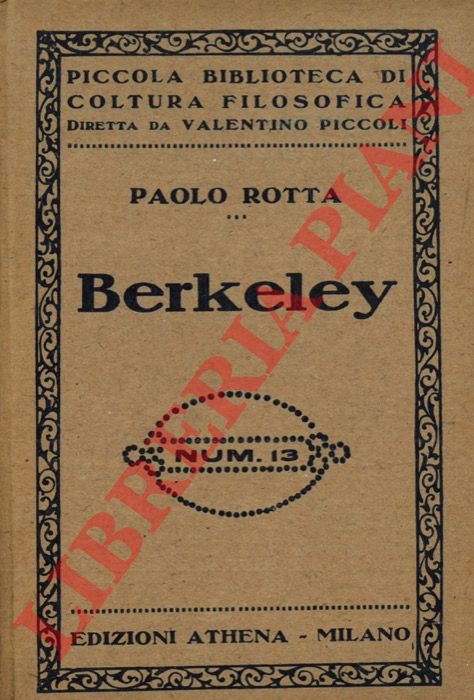 PICCOLA BIBLIOTECA DI
COLTURA FILOSOFICA
DIRETTA DA VALENTINO PICCOLI
PAOLO ROTTA
Berkeley
NUM. 13
EDIZIONI ATHENA - MILANO
LIBRERIA PIANI